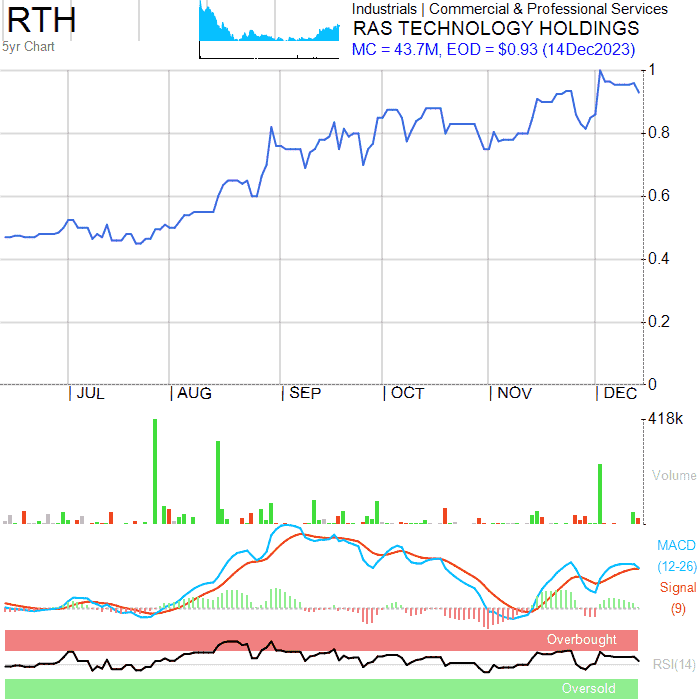 RTH
5yr Chart
Industrials | Commercial & Professional Services
RAS TECHNOLOGY HOLDINGS
MC = 43.7M, EOD = $0.93 (14Dec2023)
1
0.8
0.6
0.4
0.2
0
| JUL | AUG | SEP | OCT | NOV | DEC
418k
Volume
MACD
(12-26)
Signal
(9)
Overbought
RSI(14)
Oversold